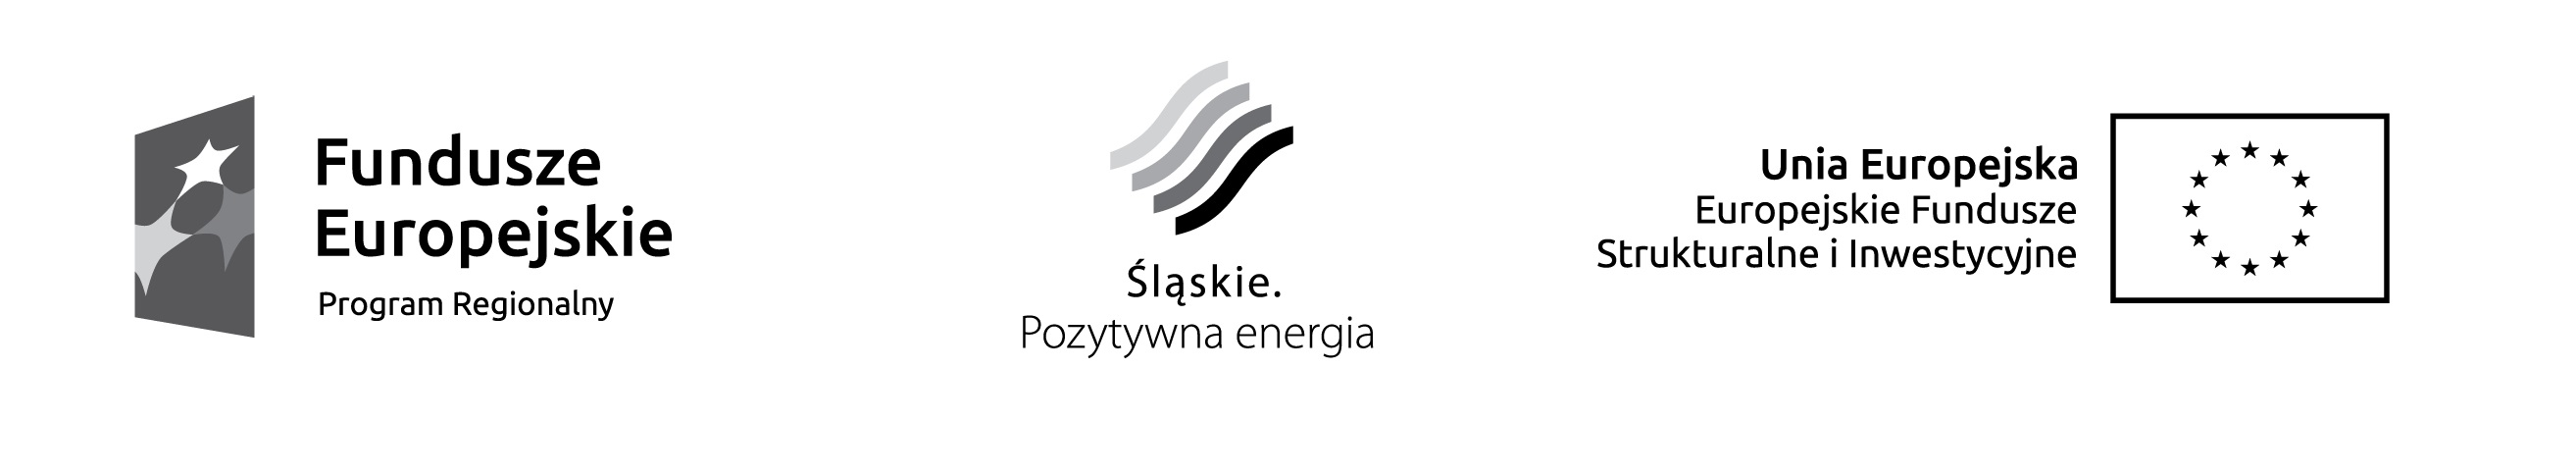 Fundusze
Europejskie
Program Regionalny
Śląskie.
Pozytywna energia
Unia Europejska
Europejskie Fundusze
Strukturalne i Inwestycyjne